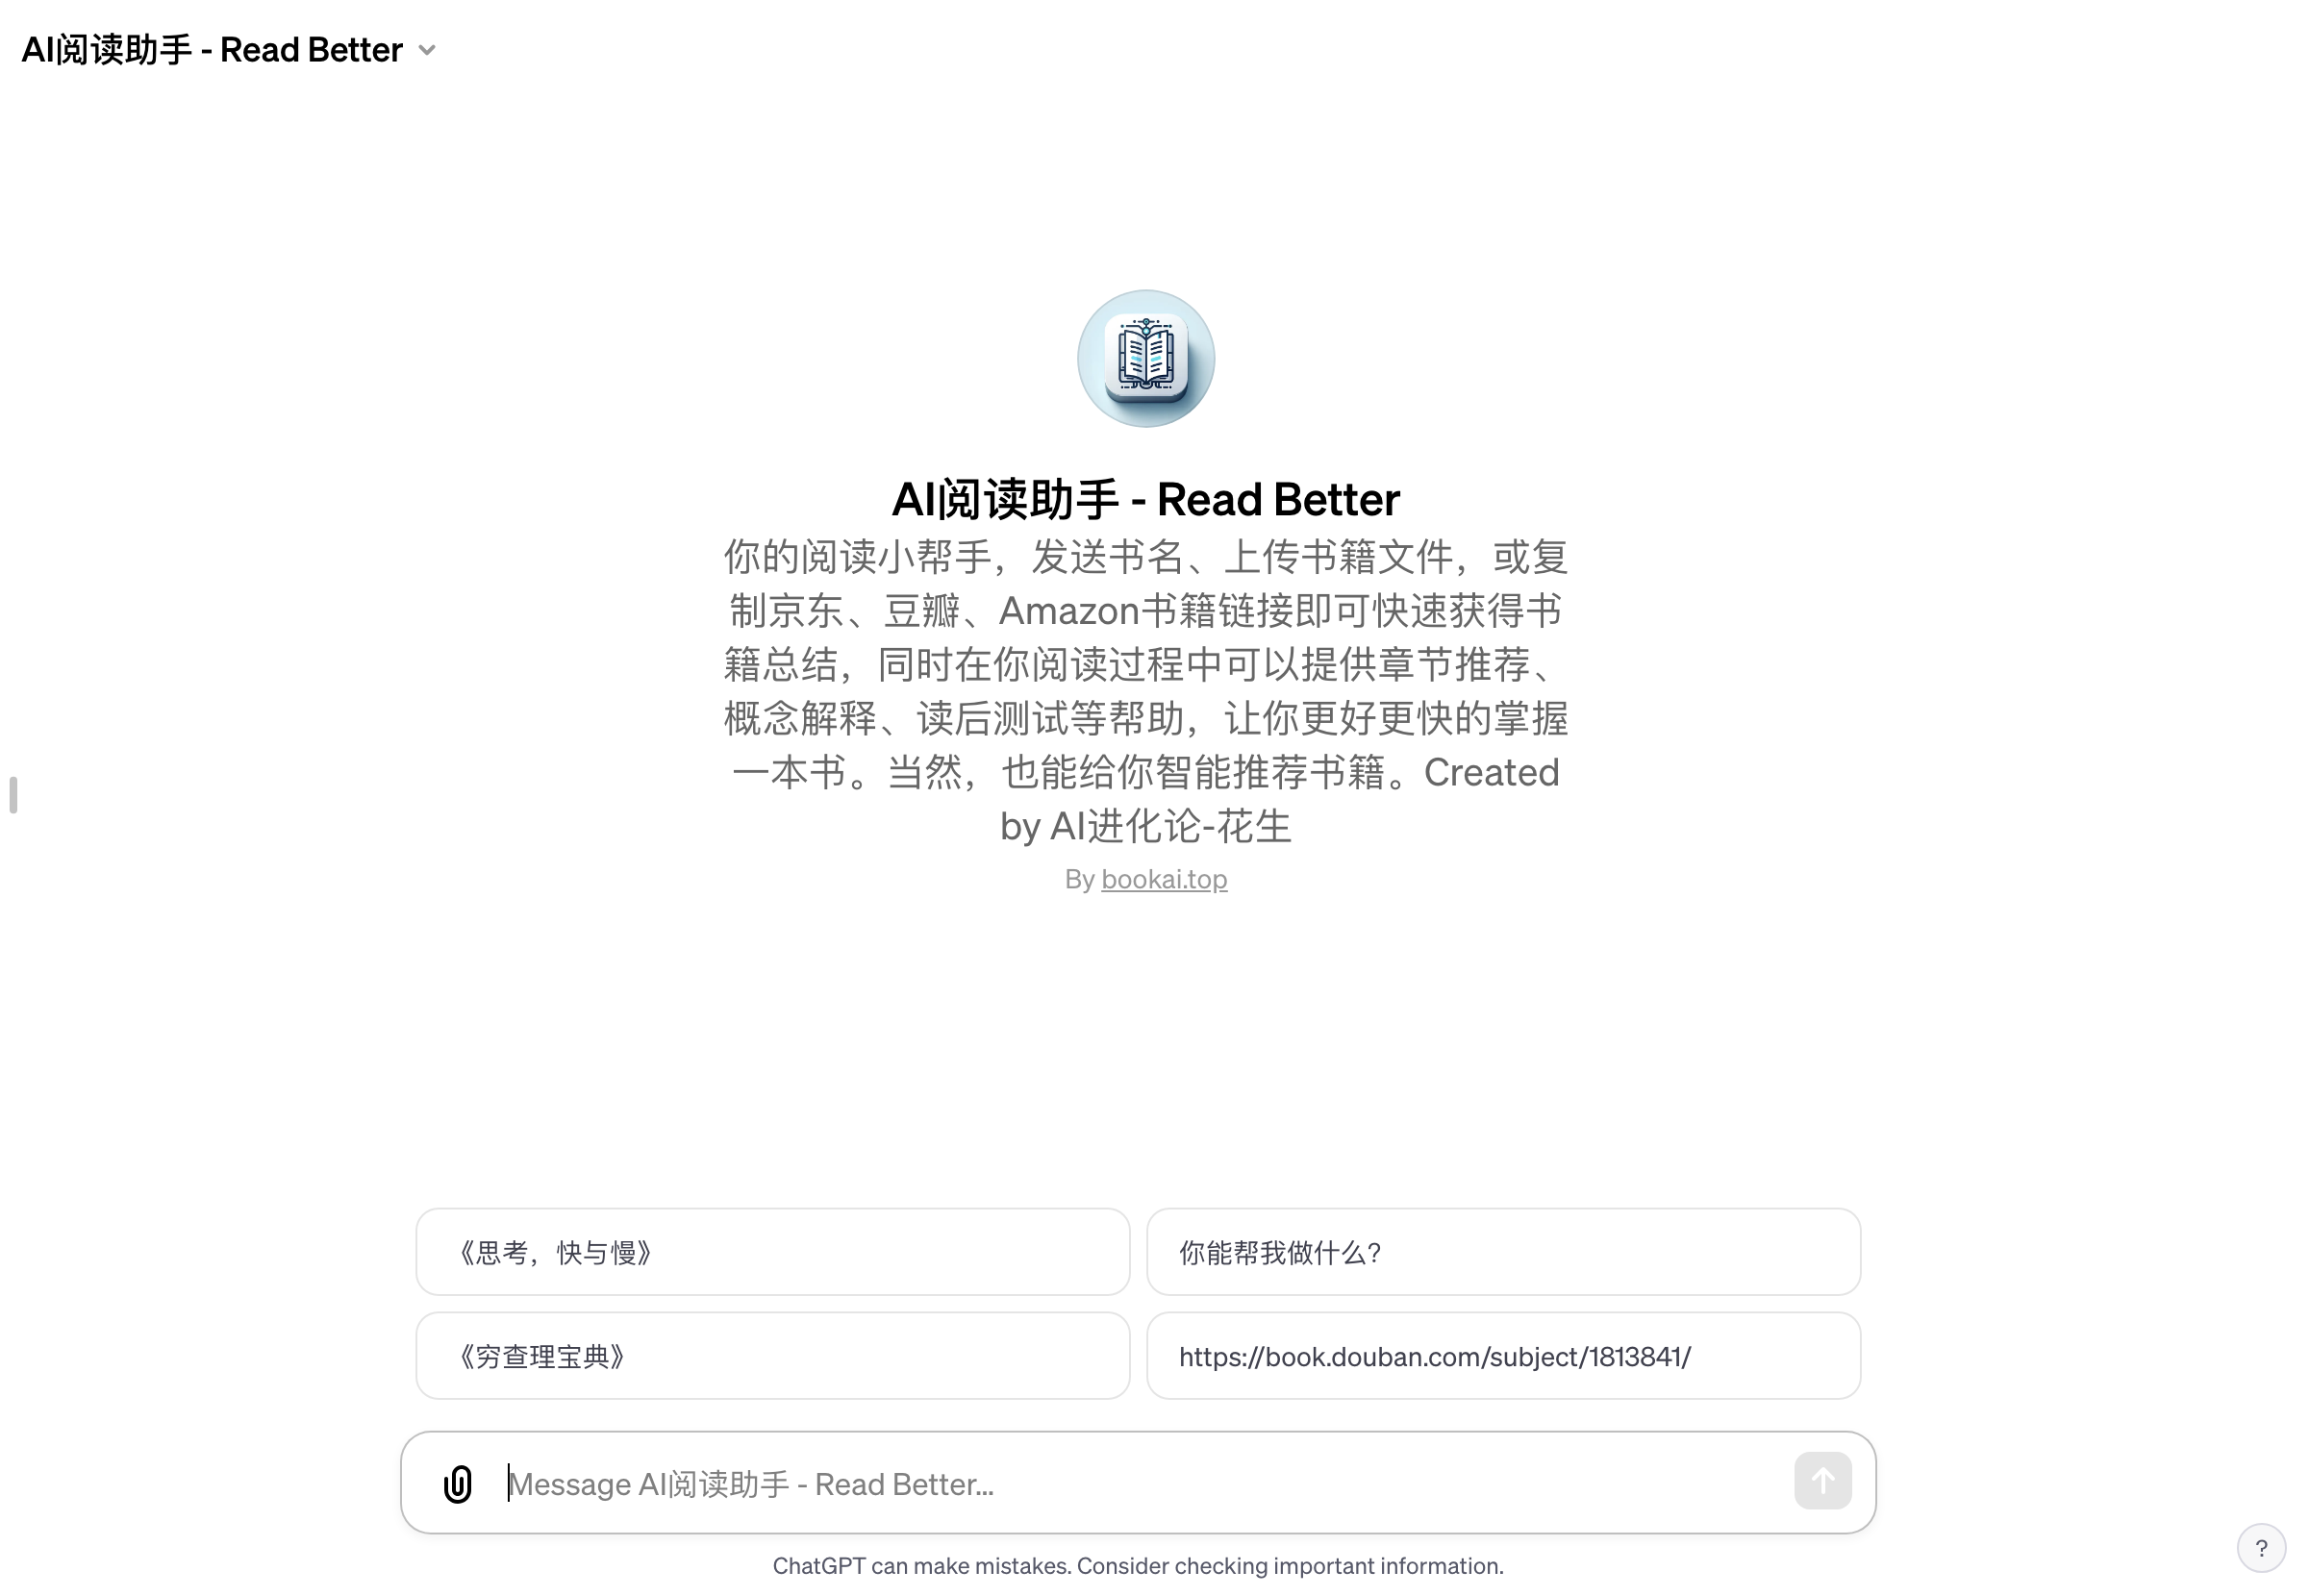 AI阅读助手 - Read Better
AI阅读助手 - Read Better
你的阅读小帮手，发送书名、上传书籍文件，或复
制京东、豆瓣、Amazon书籍链接即可快速获得书
籍总结，同时在你阅读过程中可以提供章节推荐、
概念解释、读后测试等帮助，让你更好更快的掌握
一本书。当然，也能给你智能推荐书籍。Created
by AI进化论-花生
By bookai.top
《思考，快与慢》
你能帮我做什么？
《穷查理宝典》
https://book.douban.com/subject/1813841/
Message AI阅读助手 - Read Better...
ChatGPT can make mistakes. Consider checking important information.
?